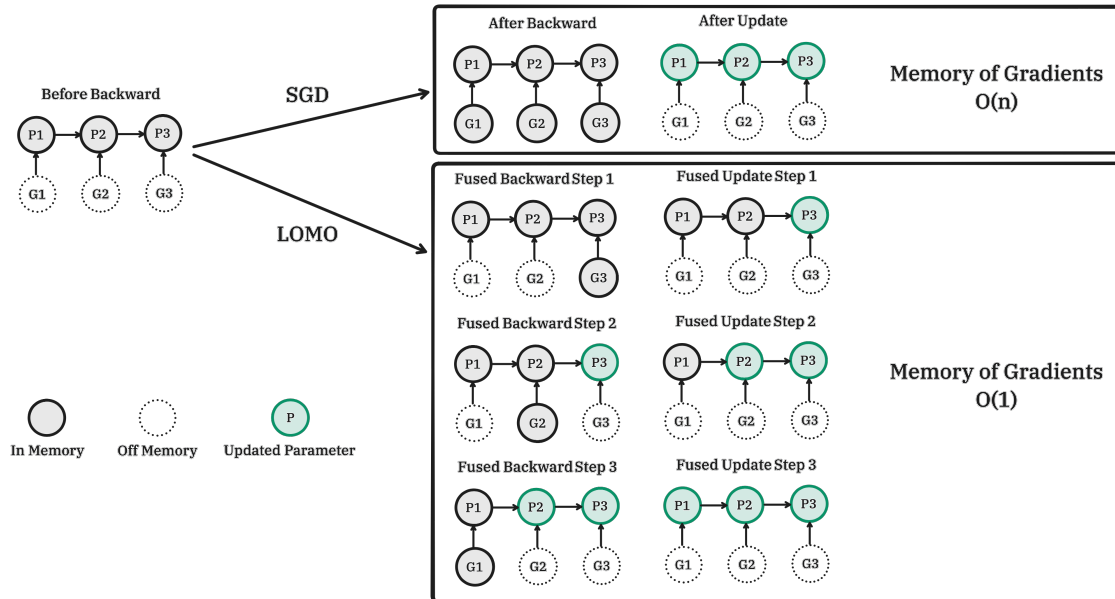 Before Backward
P1 P2 P3
G1 G2 G3
SGD
LOMO
After Backward
P1 P2 P3
G1 G2 G3
After Update
P1 P2 P3
G1 G2 G3
Memory of Gradients
O(n)
Fused Backward Step 1
P1 P2 P3
G1 G2 G3
Fused Update Step 1
P1 P2 P3
G1 G2 G3
Fused Backward Step 2
P1 P2 P3
G1 G2 G3
Fused Update Step 2
P1 P2 P3
G1 G2 G3
Fused Backward Step 3
P1 P2 P3
G1 G2 G3
Fused Update Step 3
P1 P2 P3
G1 G2 G3
Memory of Gradients
O(1)
P
In Memory
Off Memory
Updated Parameter